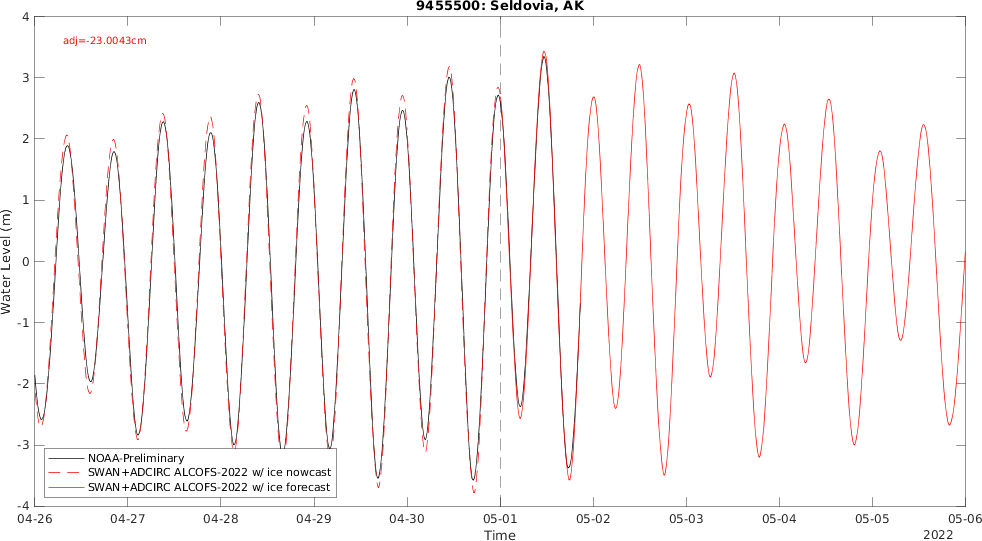 9455500: Seldovia, AK
adj=-23.0043cm
4
3
2
1
0
-1
-2
-3
-4
Water Level (m)
NOAA-Preliminary
SWAN+ADCIRC ALCOFS-2022 w/ ice nowcast
SWAN+ADCIRC ALCOFS-2022 w/ ice forecast
04-26 04-27 04-28 04-29 04-30 05-01 05-02 05-03 05-04 05-05 05-06
Time
2022